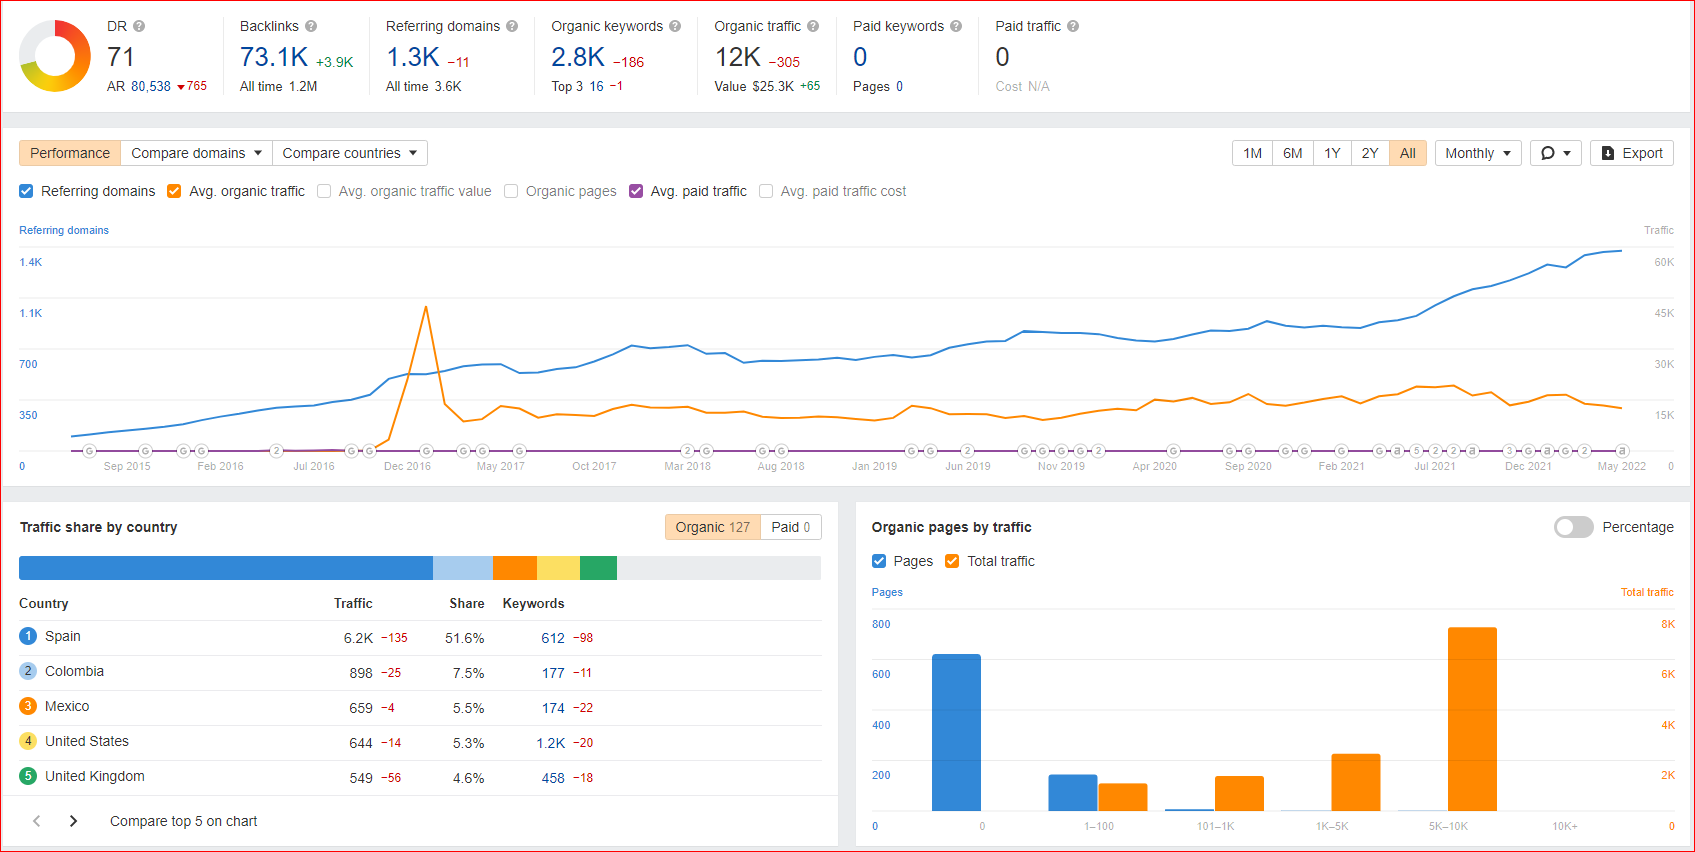 DR Backlinks Referring domains Organic keywords Organic traffic Paid keywords Paid traffic
71 73.1K +3.9K 1.3K −11 2.8K −186 12K −305 0 0
AR 80,538 765 All time 1.2M All time 3.6K Top 3 16 −1 Value $25.3K +65 Pages 0 Cost N/A
Performance Compare domains Compare countries 1M 6M 1Y 2Y All Monthly Export
Referring domains Avg. organic traffic Avg. organic traffic value Organic pages Avg. paid traffic Avg. paid traffic cost
Referring domains Traffic
1.4K 60K
1.1K 45K
700 30K
350 15K
G G G G 2 G G G G G G 2 G G G G G 2 G G G G 2 G G G G G a 5 2 2 a 3 G a G 2 a
0 Sep 2015 Feb 2016 Jul 2016 Dec 2016 May 2017 Oct 2017 Mar 2018 Aug 2018 Jan 2019 Jun 2019 Nov 2019 Apr 2020 Sep 2020 Feb 2021 Jul 2021 Dec 2021 May 2022 0
Traffic share by country Organic 127 Paid 0
Country Traffic Share Keywords
1 Spain 6.2K −135 51.6% 612 −98
2 Colombia 898 −25 7.5% 177 −11
3 Mexico 659 −4 5.5% 174 −22
4 United States 644 −14 5.3% 1.2K −20
5 United Kingdom 549 −56 4.6% 458 −18
Compare top 5 on chart
Organic pages by traffic Percentage
Pages Total traffic
Pages Total traffic
800 8K
600 6K
400 4K
200 2K
0 0 1–100 101–1K 1K–5K 5K–10K 10K+ 0